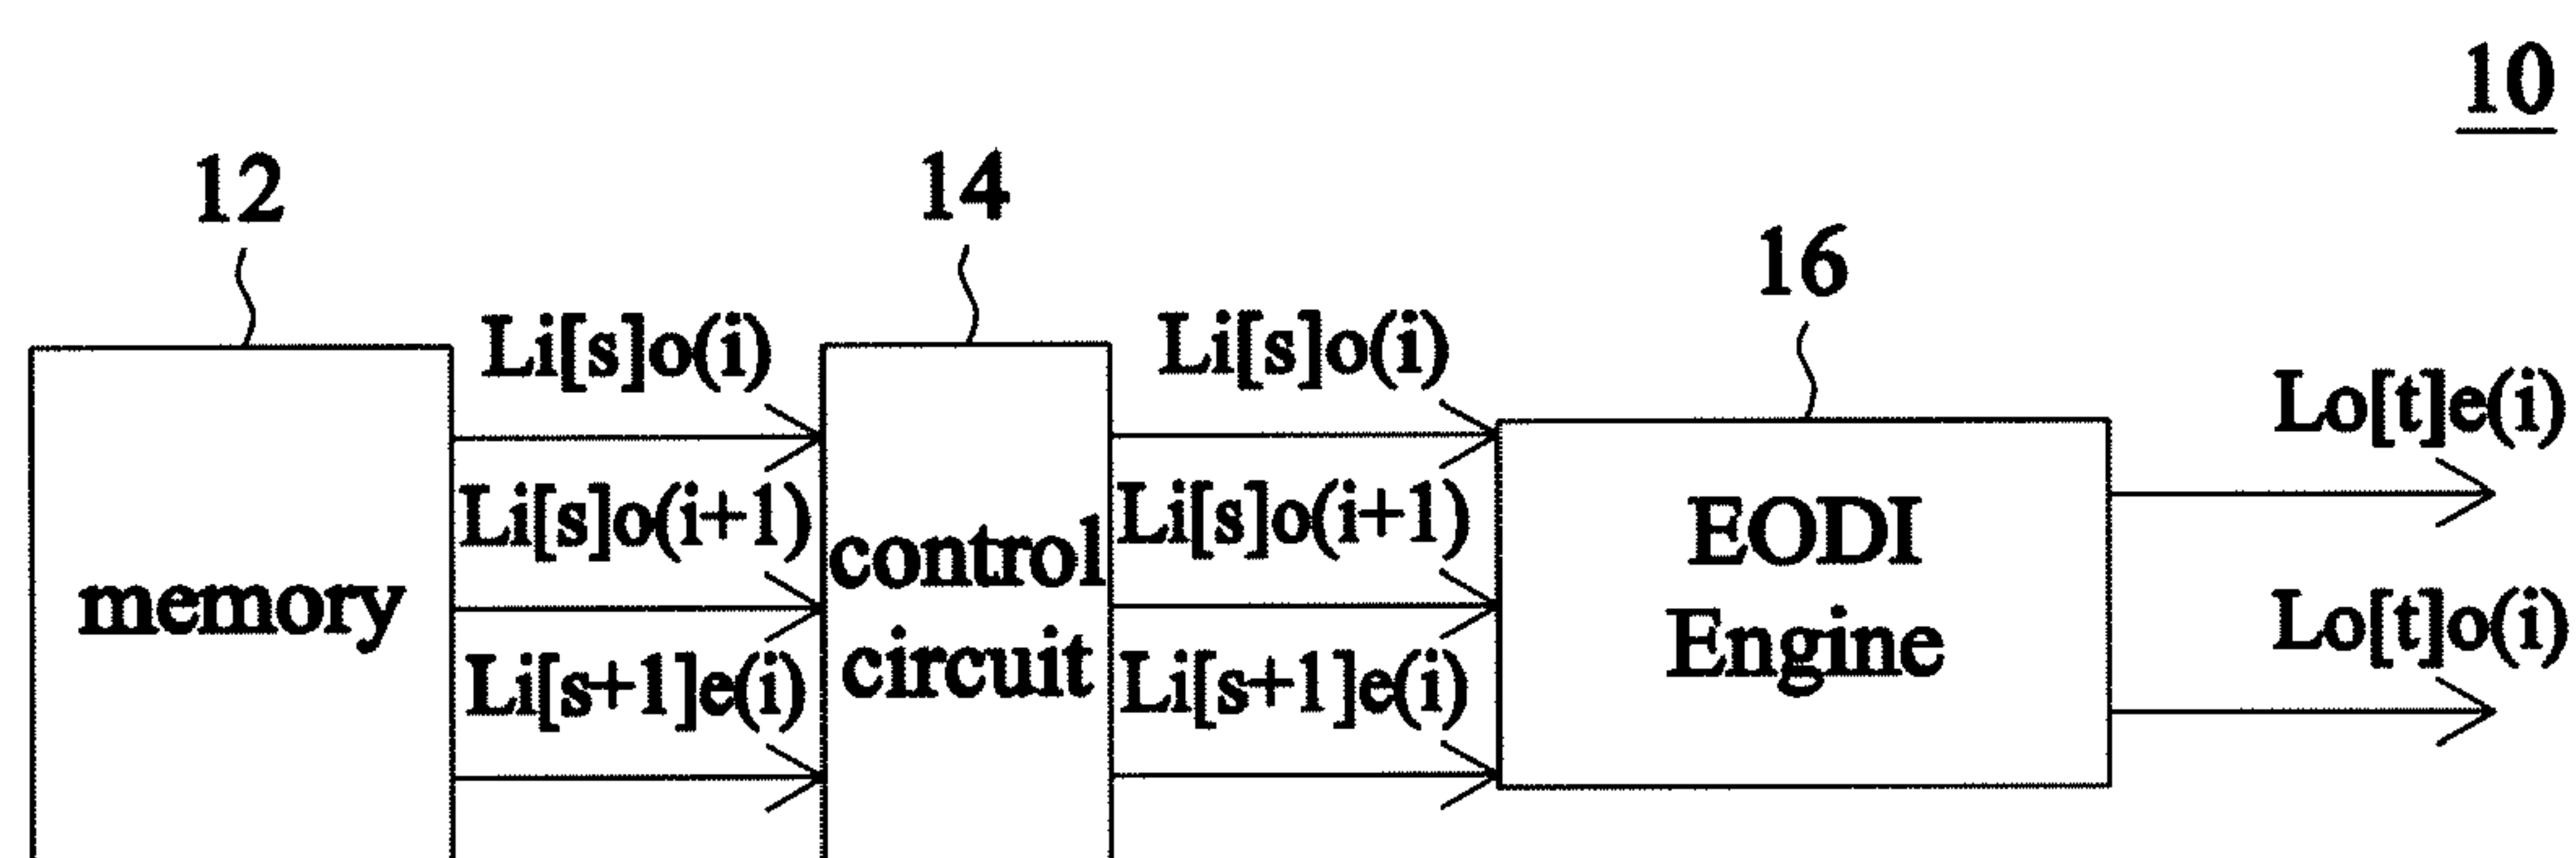 10
12
14
16
Li[s]o(i)
Li[s]o(i)
Lo[t]e(i)
Li[s]o(i+1)
Li[s]o(i+1)
memory
control
circuit
EODI
Engine
Lo[t]o(i)
Li[s+1]e(i)
Li[s+1]e(i)